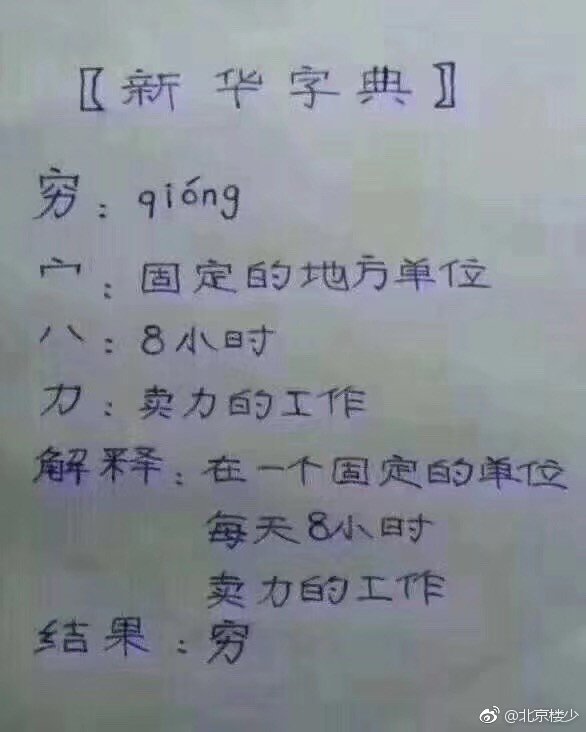 〖新华字典〗
穷：qióng
宀：固定的地方单位
八：8小时
力：卖力的工作
解释：在一个固定的单位
每天8小时
卖力的工作
结果：穷
@北京楼少